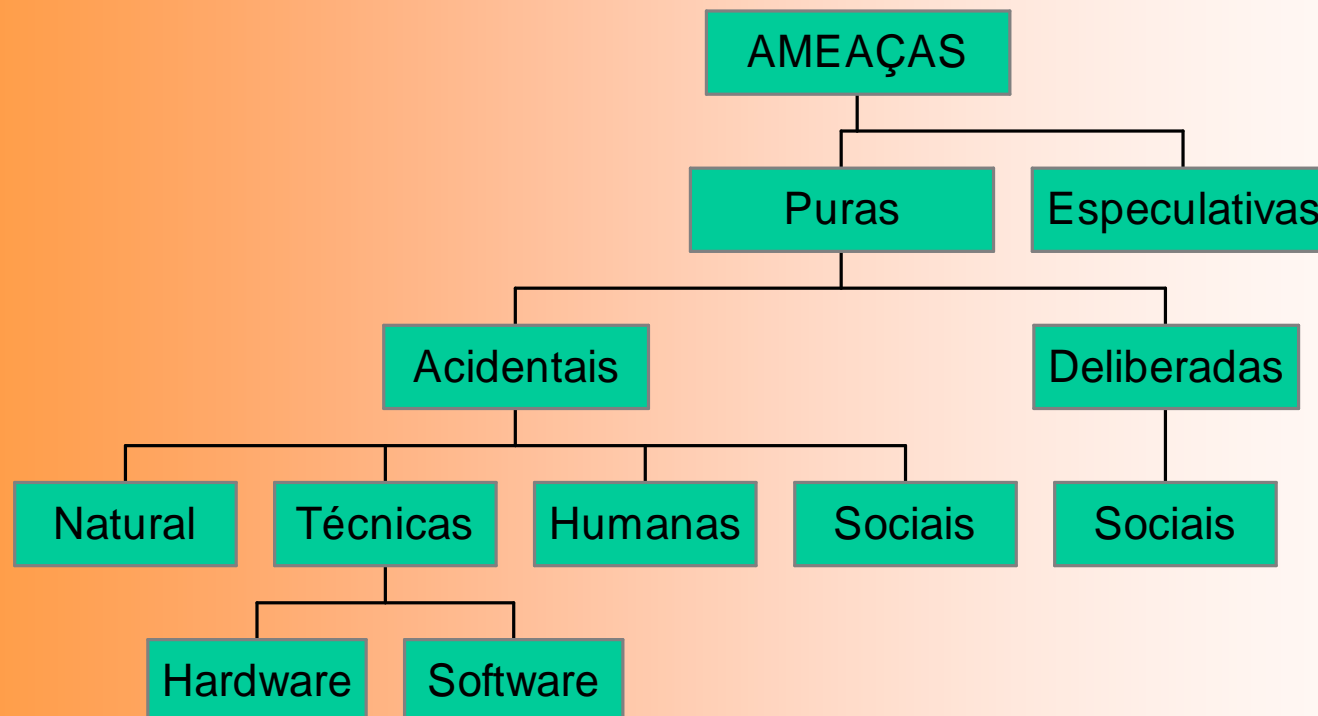 AMEAÇAS
Puras
Especulativas
Acidentais
Deliberadas
Natural
Técnicas
Humanas
Sociais
Sociais
Hardware
Software